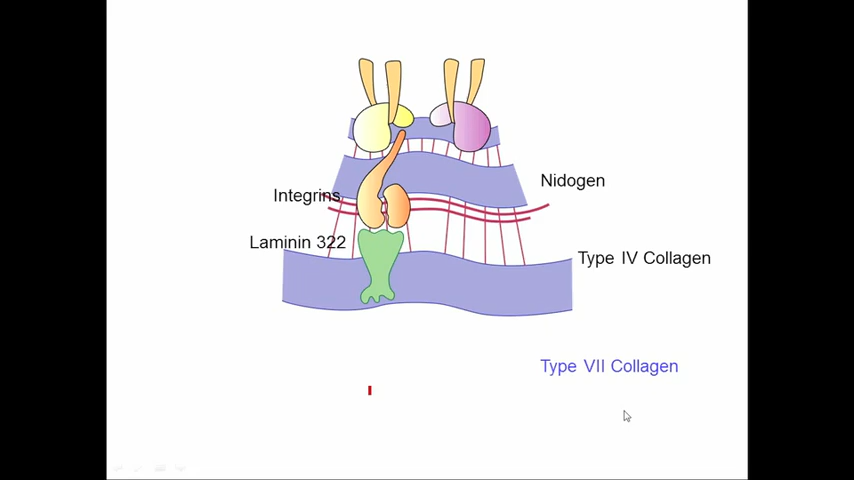 Nidogen
Integrins
Laminin 322
Type IV Collagen
Type VII Collagen